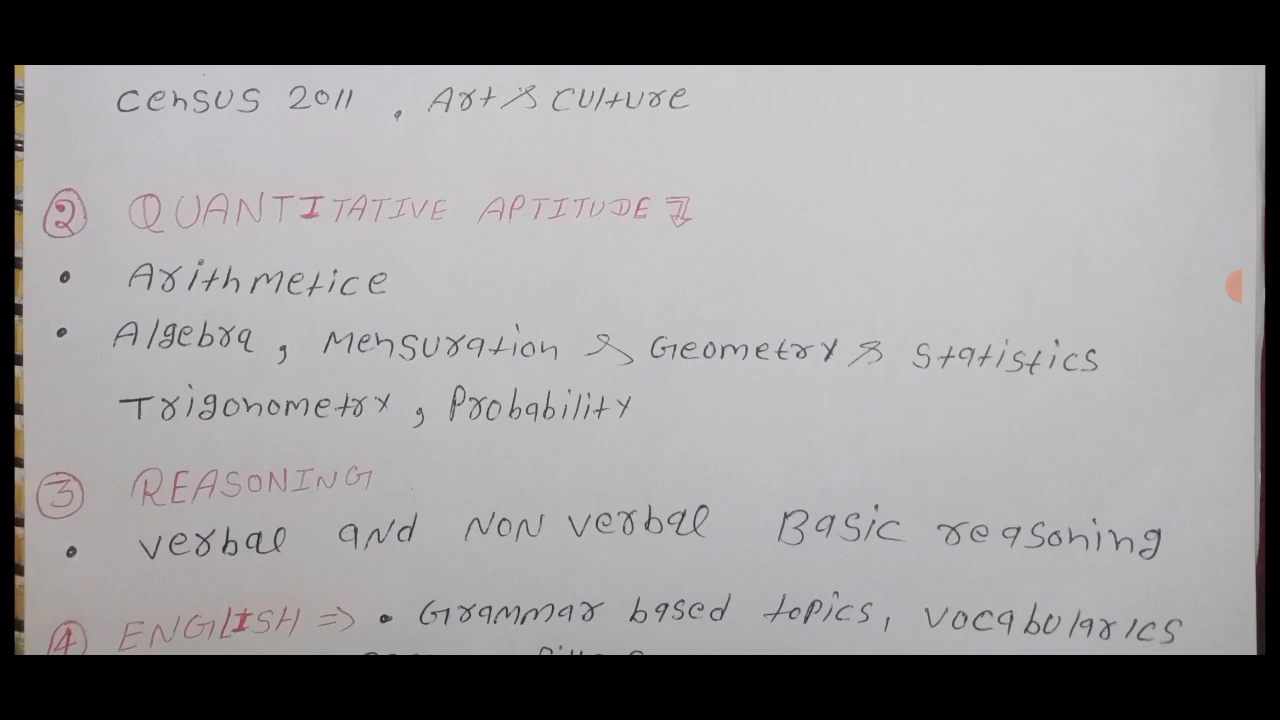 Census 2011 , Art & Culture
② QUANTITATIVE APTITUDE
• Arithmetice
• Algebra , Mensuration & Geometry & Statistics
Trigonometry , Probability
③ REASONING
• Verbal and NON verbal Basic reasoning
④ ENGLISH => • Grammar based topics, Vocabularics